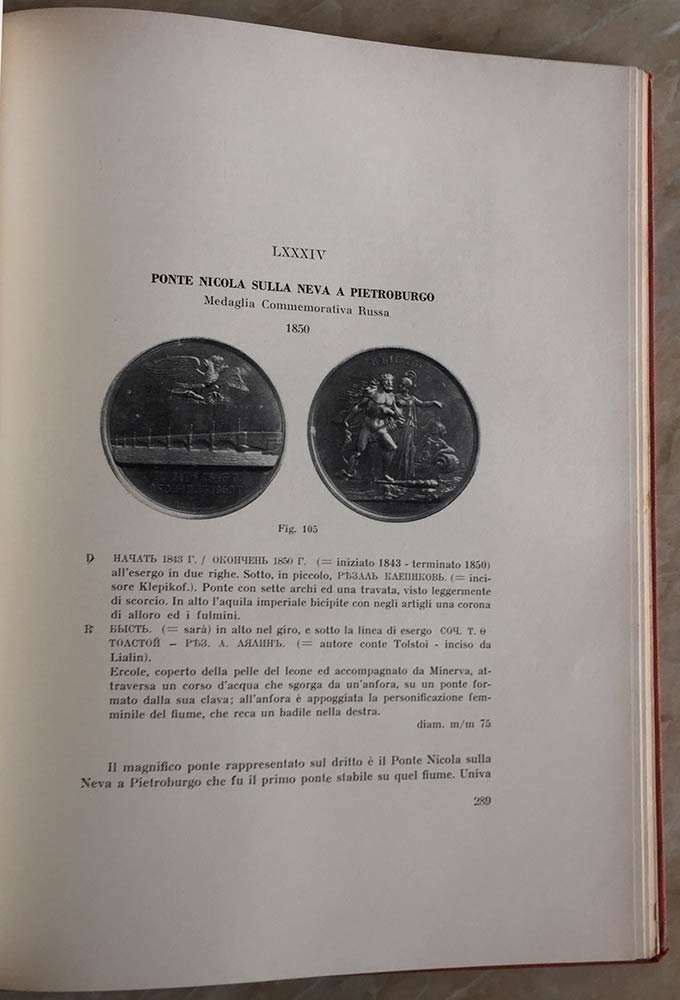 LXXXIV
PONTE NICOLA SULLA NEVA A PIETROBURGO
Medaglia Commemorativa Russa
1850
Fig. 105
D НАЧАТЬ 1843 Г. / ОКОНЧЕНЬ 1850 Г. (= iniziato 1843 - terminato 1850)
all'esergo in due righe. Sotto, in piccolo, РѢЗАЛЬ КЛЕПИКОВЬ. (= inci-
sore Klepikof.). Ponte con sette archi ed una travata, visto leggermente
di scorcio. In alto l'aquila imperiale bicipite con negli artigli una corona
di alloro ed i fulmini.
R БЫСТЬ. (= sarà) in alto nel giro, e sotto la linea di esergo СОЧ. Т. Ѳ
ТОЛСТОЙ – РѢЗ. А. ЛЯЛИНЪ. (= autore conte Tolstoi - inciso da
Lialin).
Ercole, coperto della pelle del leone ed accompagnato da Minerva, at-
traversa un corso d'acqua che sgorga da un'anfora, su un ponte for-
mato dalla sua clava; all'anfora è appoggiata la personificazione fem-
minile del fiume, che reca un badile nella destra.
diam. m/m 75
Il magnifico ponte rappresentato sul dritto è il Ponte Nicola sulla
Neva a Pietroburgo che fu il primo ponte stabile su quel fiume. Univa
289